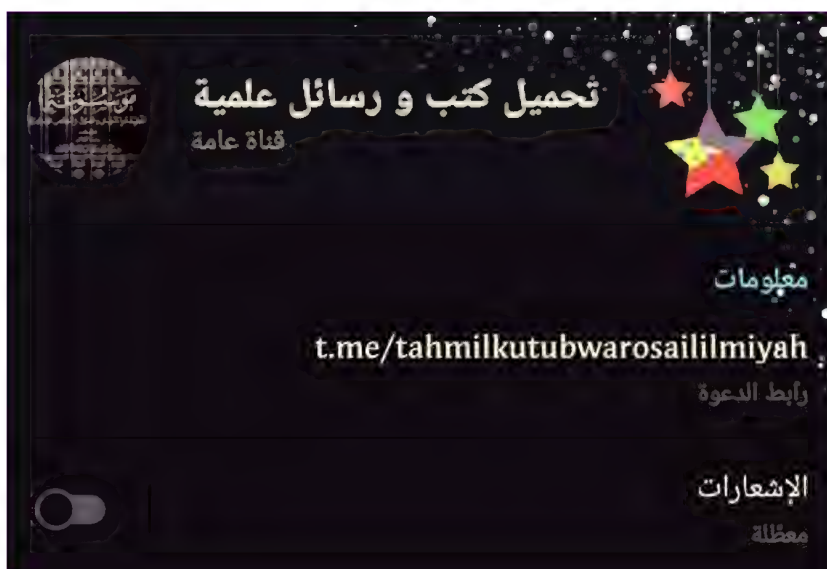 تحميل كتب و رسائل علمية
قناة عامة
معلومات
t.me/tahmilkutubwarosaililmiyah
رابط الدعوة
الإشعارات
معطلة